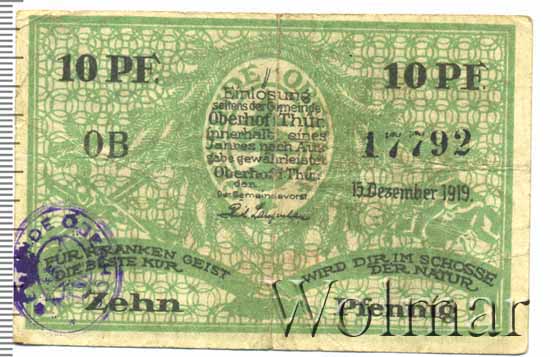 10 PF.
10 PF.
Einlösung
seitens der Gemeinde
Oberhof i Thür.
innerhalb eines
Jahres nach Aus-
gabe gewährleistet
Oberhof i Thür.
den
Der Gemeindevorst
OB
17792
15. Dezember 1919.
FÜR KRANKEN GEIST
DIE BESTE KUR,
WIRD DIR IM SCHOSSE
DER NATUR.
Zehn
Pfennig
Wolmar